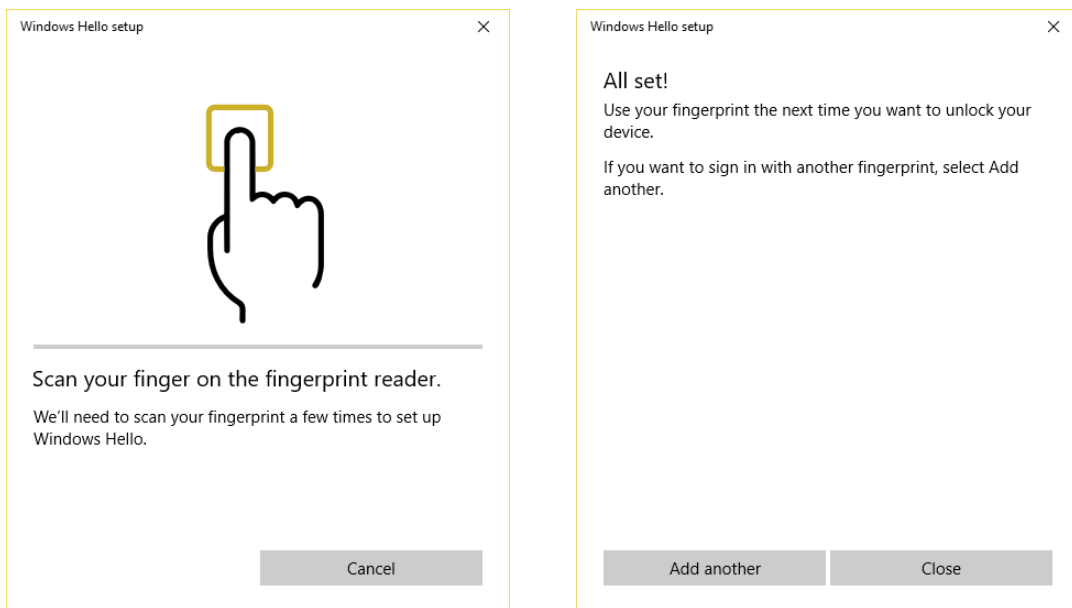 Windows Hello setup
Scan your finger on the fingerprint reader.
We'll need to scan your fingerprint a few times to set up
Windows Hello.
Cancel
Windows Hello setup
All set!
Use your fingerprint the next time you want to unlock your
device.
If you want to sign in with another fingerprint, select Add
another.
Add another
Close